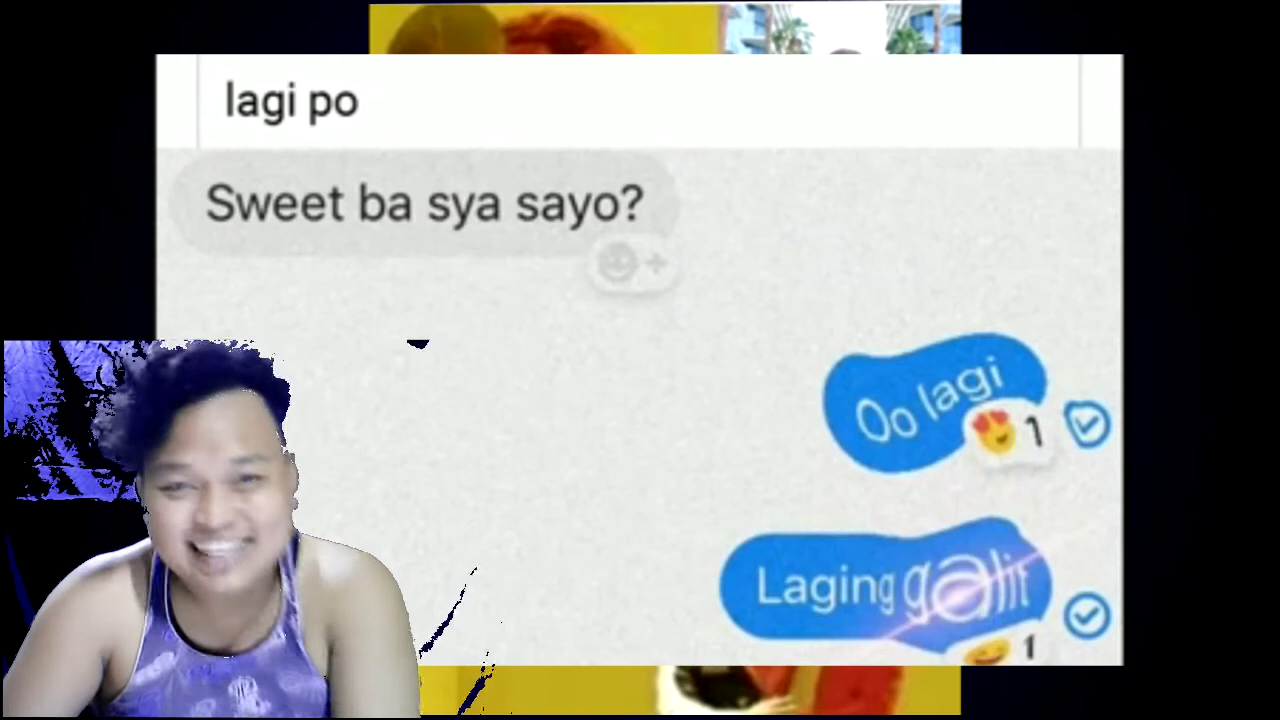 lagi po
Sweet ba sya sayo?
Oo lagi
1
Laging galit
1